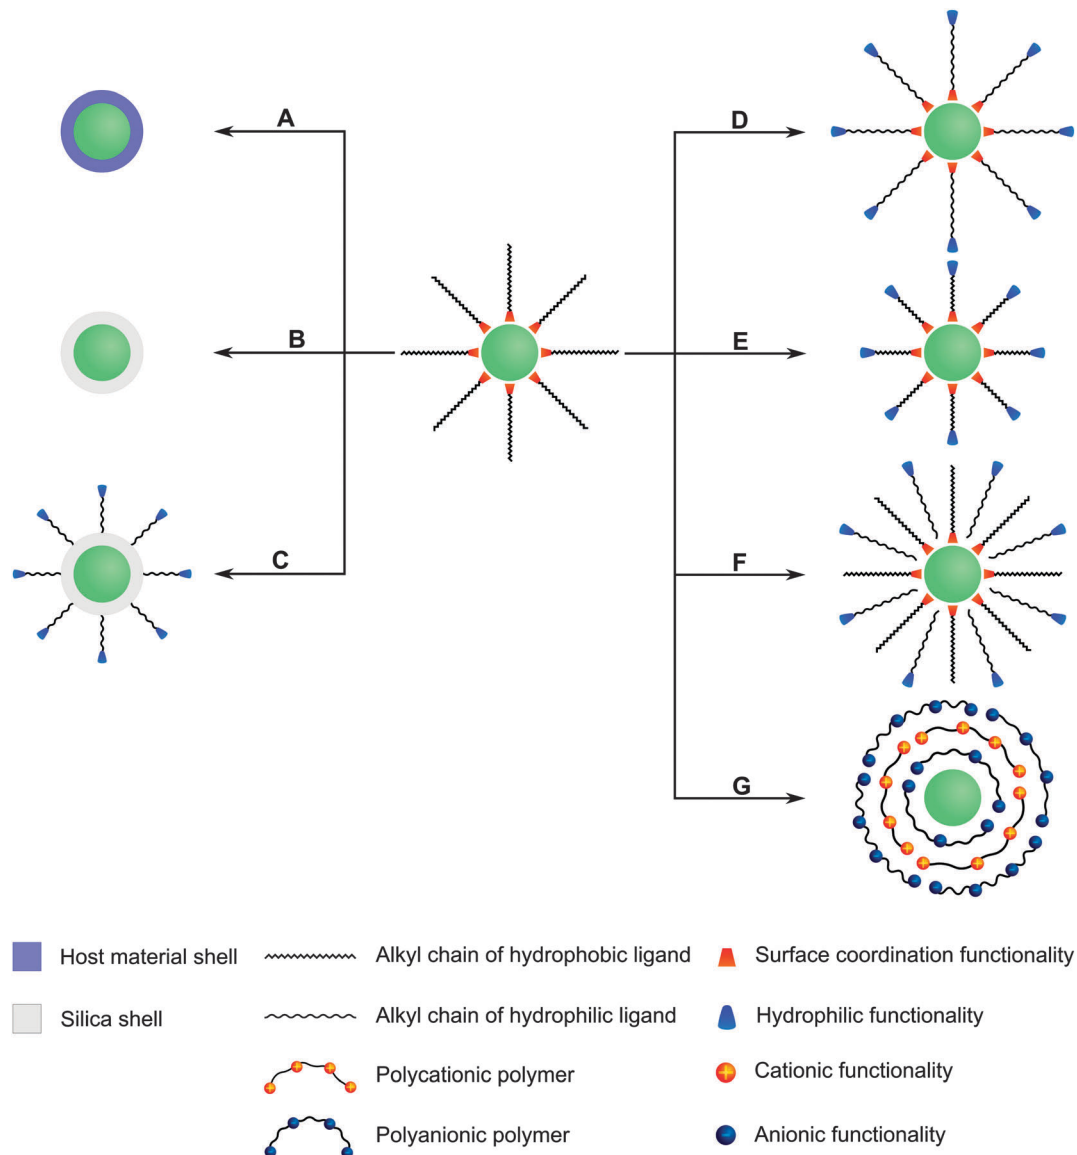 A
D
B
E
C
F
G
Host material shell
Alkyl chain of hydrophobic ligand
Surface coordination functionality
Silica shell
Alkyl chain of hydrophilic ligand
Hydrophilic functionality
Polycationic polymer
Cationic functionality
Polyanionic polymer
Anionic functionality